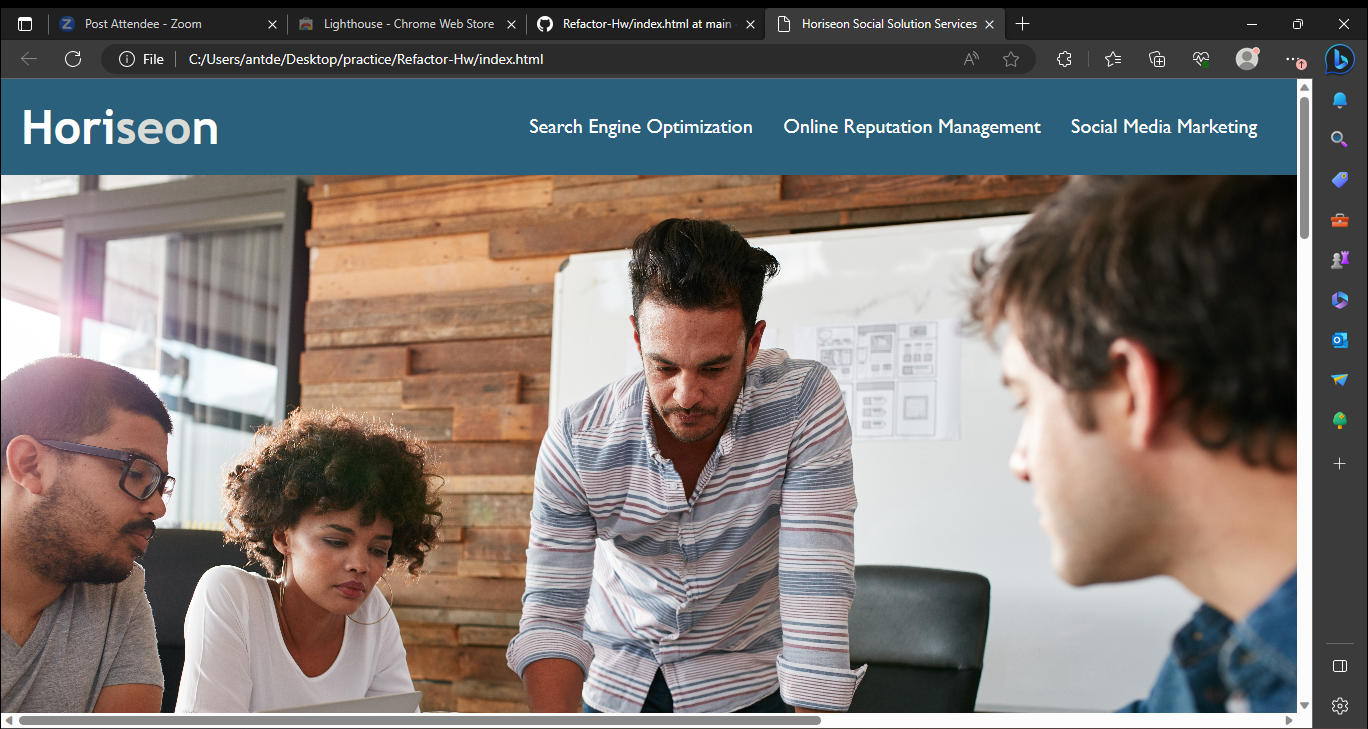 Post Attendee - Zoom
Lighthouse - Chrome Web Store
Refactor-Hw/index.html at main
Horiseon Social Solution Services
File
C:/Users/antde/Desktop/practice/Refactor-Hw/index.html
Horiseon
Search Engine Optimization
Online Reputation Management
Social Media Marketing